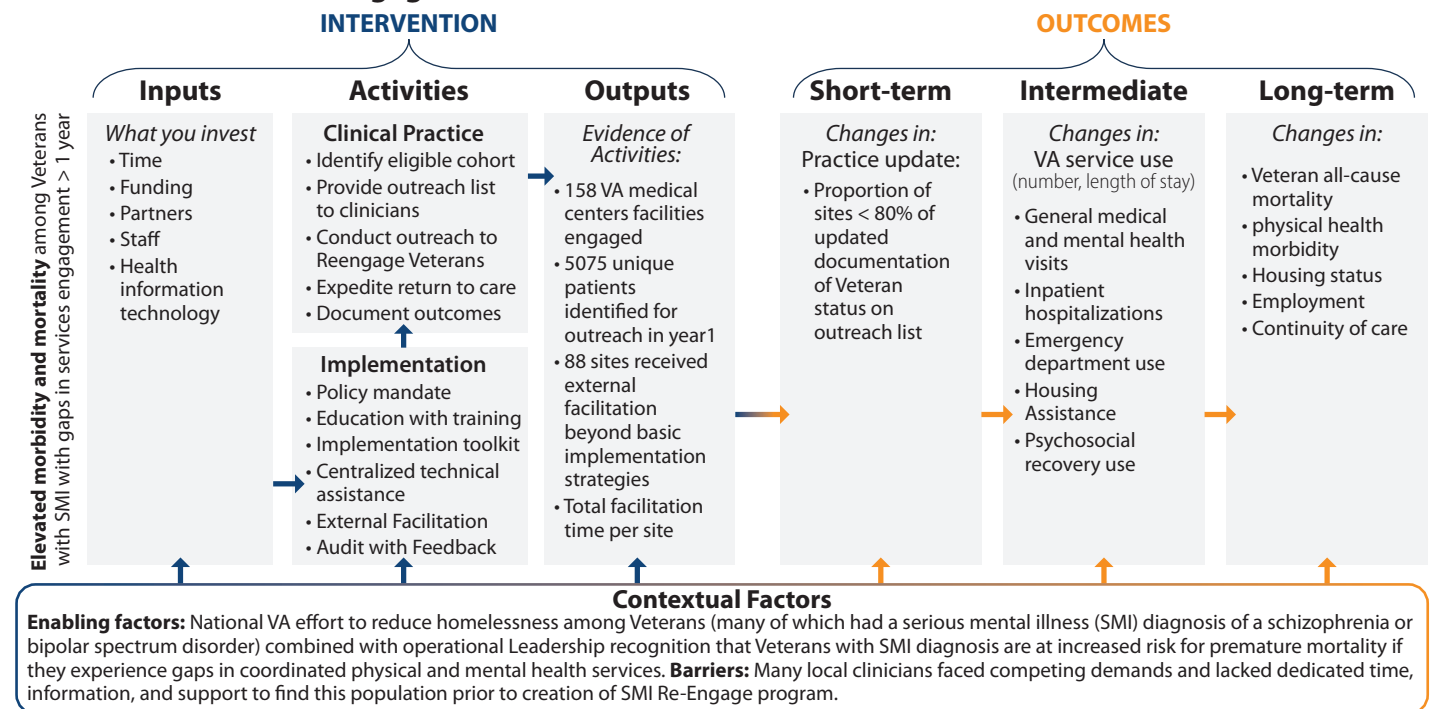 INTERVENTION
OUTCOMES
Inputs
Activities
Outputs
Short-term
Intermediate
Long-term
Elevated morbidity and mortality among Veterans
with SMI with gaps in services engagement > 1 year
What you invest
• Time
• Funding
• Partners
• Staff
• Health
information
technology
Clinical Practice
• Identify eligible cohort
• Provide outreach list
to clinicians
• Conduct outreach to
Reengage Veterans
• Expedite return to care
• Document outcomes
Implementation
• Policy mandate
• Education with training
• Implementation toolkit
• Centralized technical
assistance
• External Facilitation
• Audit with Feedback
Evidence of
Activities:
• 158 VA medical
centers facilities
engaged
• 5075 unique
patients
identified for
outreach in year1
• 88 sites received
external
facilitation
beyond basic
implementation
strategies
• Total facilitation
time per site
Changes in:
Practice update:
• Proportion of
sites < 80% of
updated
documentation
of Veteran
status on
outreach list
Changes in:
VA service use
(number, length of stay)
• General medical
and mental health
visits
• Inpatient
hospitalizations
• Emergency
department use
• Housing
Assistance
• Psychosocial
recovery use
Changes in:
• Veteran all-cause
mortality
• physical health
morbidity
• Housing status
• Employment
• Continuity of care
Contextual Factors
Enabling factors: National VA effort to reduce homelessness among Veterans (many of which had a serious mental illness (SMI) diagnosis of a schizophrenia or
bipolar spectrum disorder) combined with operational Leadership recognition that Veterans with SMI diagnosis are at increased risk for premature mortality if
they experience gaps in coordinated physical and mental health services. Barriers: Many local clinicians faced competing demands and lacked dedicated time,
information, and support to find this population prior to creation of SMI Re-Engage program.